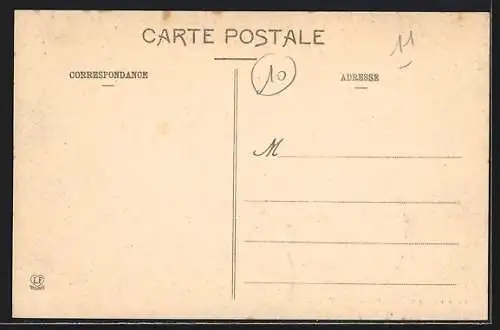 CARTE POSTALE
CORRESPONDANCE
10
ADRESSE
11
M